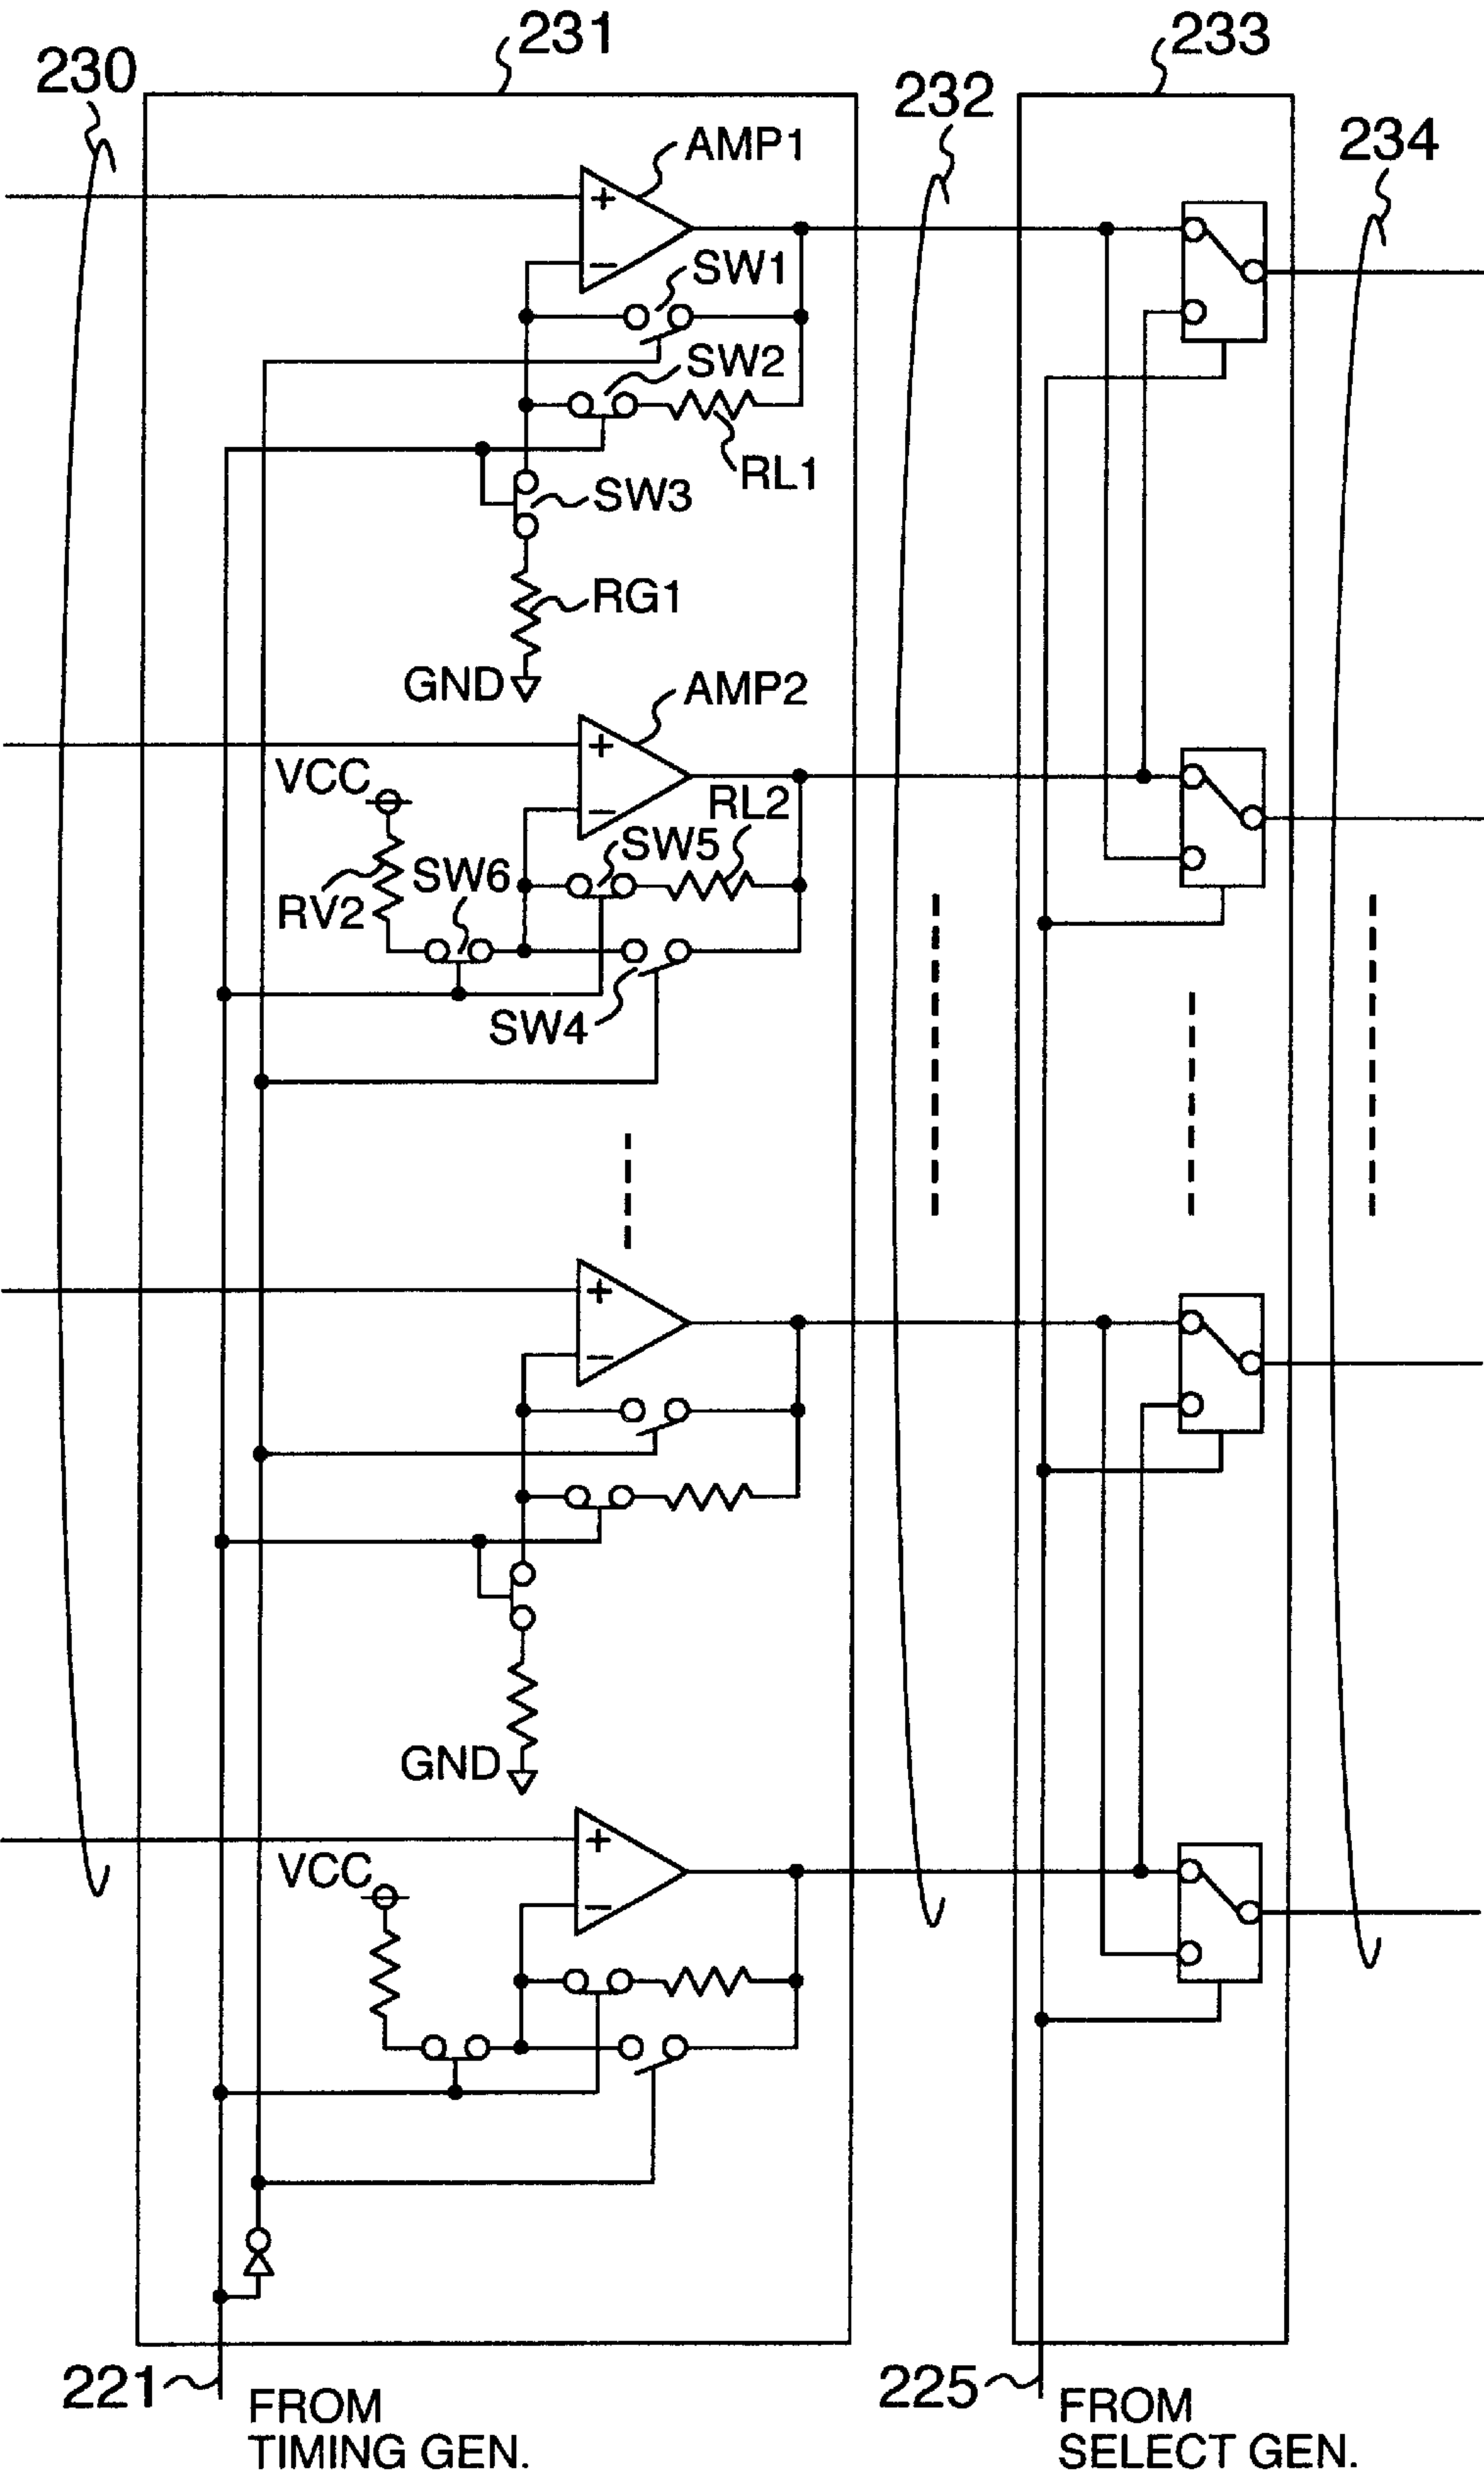 231
233
230
232
234
AMP1
+
−
SW1
SW2
RL1
SW3
RG1
GND
AMP2
+
VCC
−
RL2
SW5
SW6
RV2
SW4
+
−
GND
+
VCC
−
221
FROM
TIMING GEN.
225
FROM
SELECT GEN.